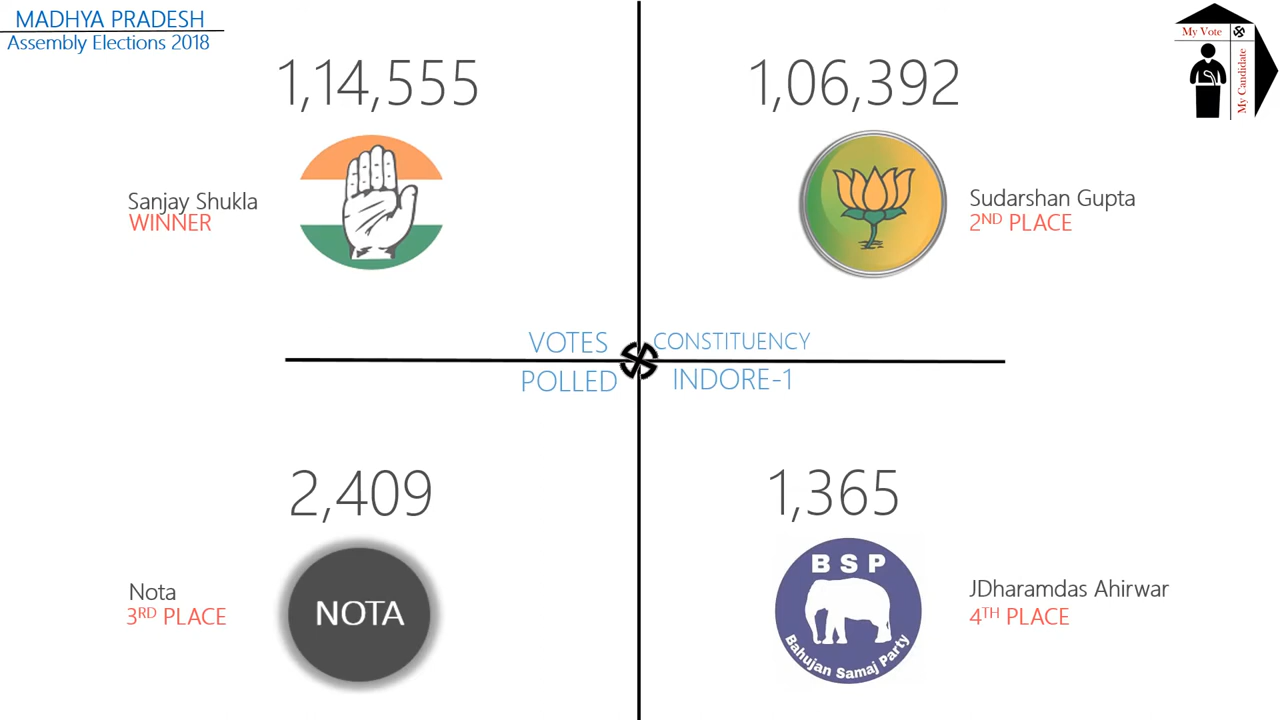 MADHYA PRADESH
Assembly Elections 2018
My Vote
My Candidate
1,14,555
Sanjay Shukla
WINNER
1,06,392
Sudarshan Gupta
2ND PLACE
VOTES
POLLED
CONSTITUENCY
INDORE-1
2,409
Nota
3RD PLACE
NOTA
1,365
BSP
Bahujan Samaj Party
JDharamdas Ahirwar
4TH PLACE